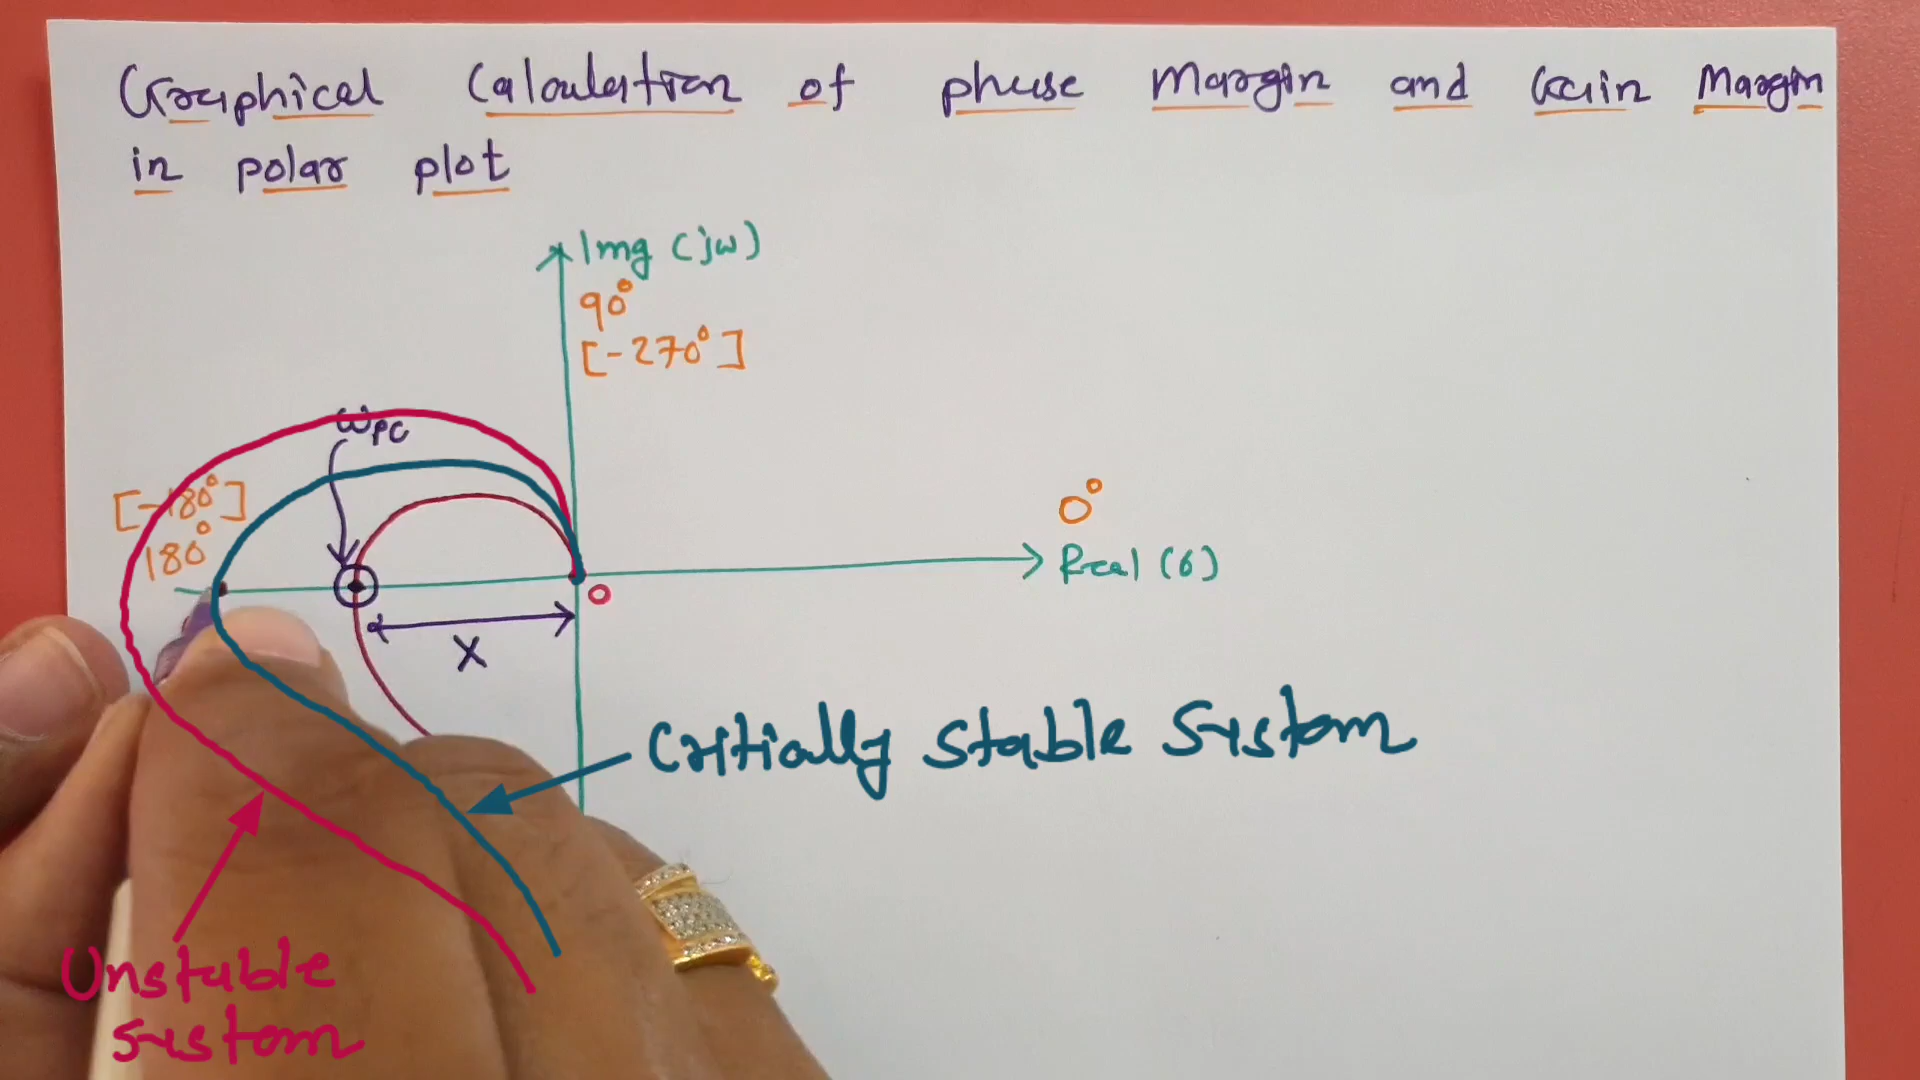 Graphical Calculation of phase Margin and Gain Margin
in polar plot
Img (jω)
90°
[-270°]
ωPC
[-180°]
180°
0°
Real (σ)
0
X
Critially Stable System
Unstable
System